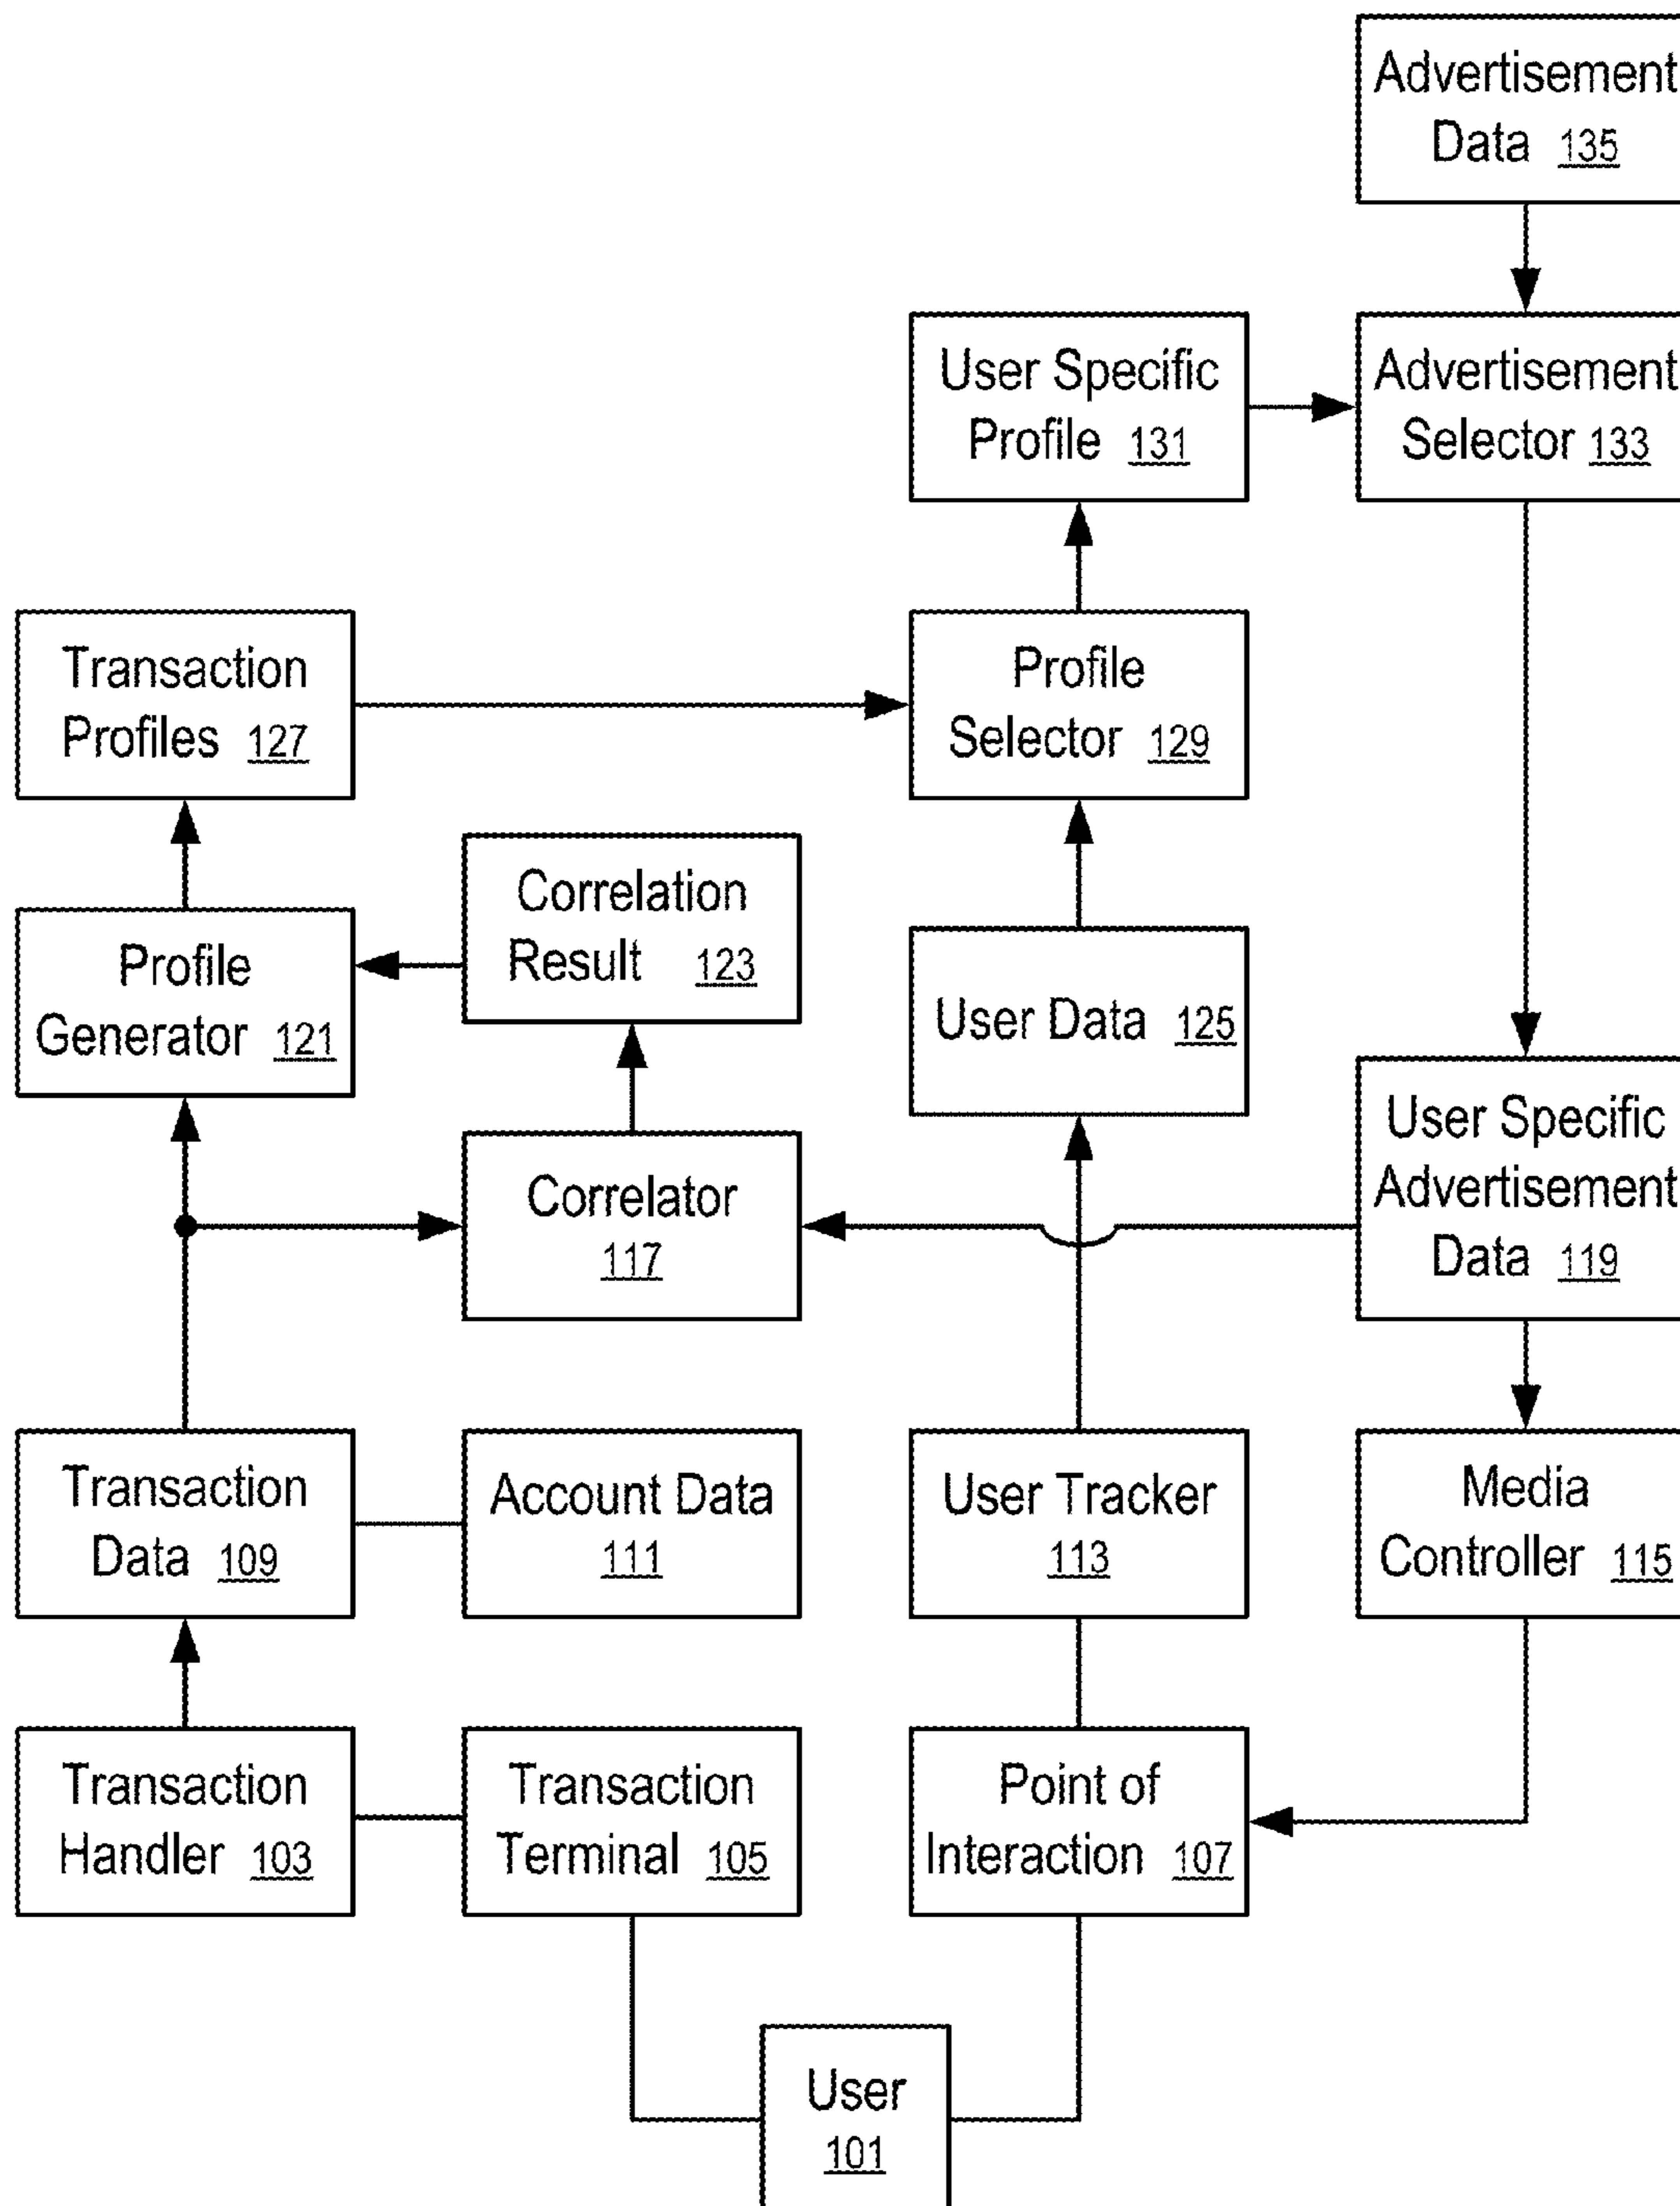 Advertisement
Data 135
User Specific
Profile 131
Advertisement
Selector 133
Transaction
Profiles 127
Profile
Selector 129
Correlation
Result 123
Profile
Generator 121
User Data 125
User Specific
Advertisement
Data 119
Correlator
117
Transaction
Data 109
Account Data
111
User Tracker
113
Media
Controller 115
Transaction
Handler 103
Transaction
Terminal 105
Point of
Interaction 107
User
101